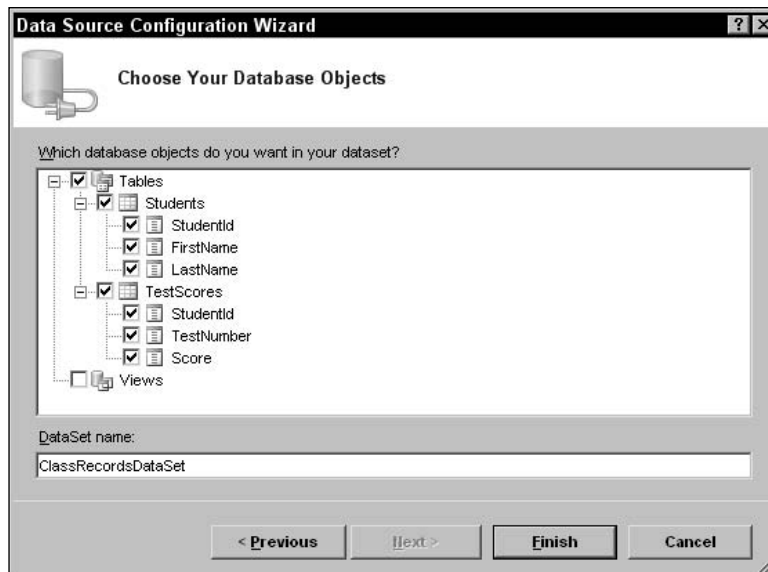 Data Source Configuration Wizard
Choose Your Database Objects
Which database objects do you want in your dataset?
Tables
Students
StudentId
FirstName
LastName
TestScores
StudentId
TestNumber
Score
Views
DataSet name:
ClassRecordsDataSet
< Previous Next > Finish Cancel